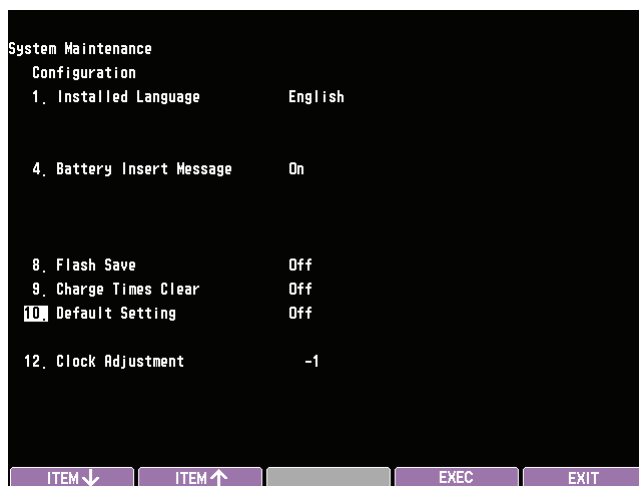 System Maintenance
Configuration
1. Installed Language English
4. Battery Insert Message On
8. Flash Save Off
9. Charge Times Clear Off
10. Default Setting Off
12. Clock Adjustment -1
ITEM↓ ITEM↑ EXEC EXIT